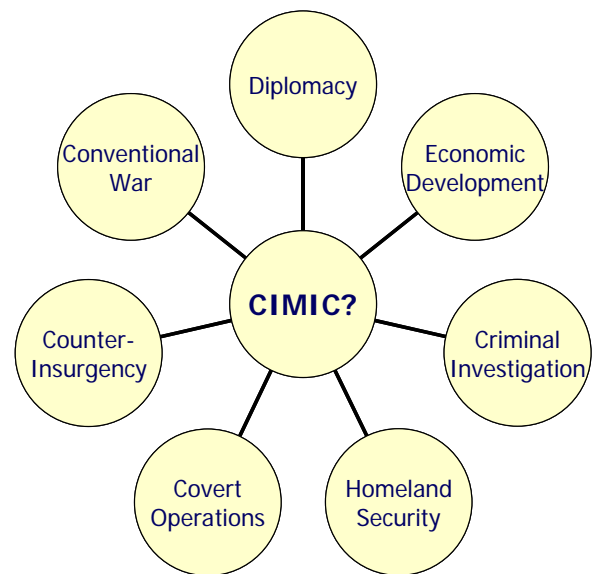 Diplomacy
Conventional
War
Economic
Development
CIMIC?
Counter-
Insurgency
Criminal
Investigation
Covert
Operations
Homeland
Security